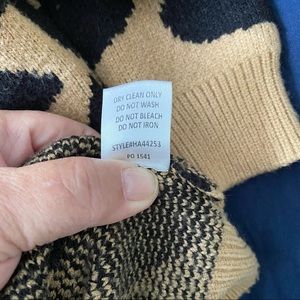 DRY CLEAN ONLY
DO NOT WASH
DO NOT BLEACH
DO NOT IRON
STYLE#HA44253
PO 1541